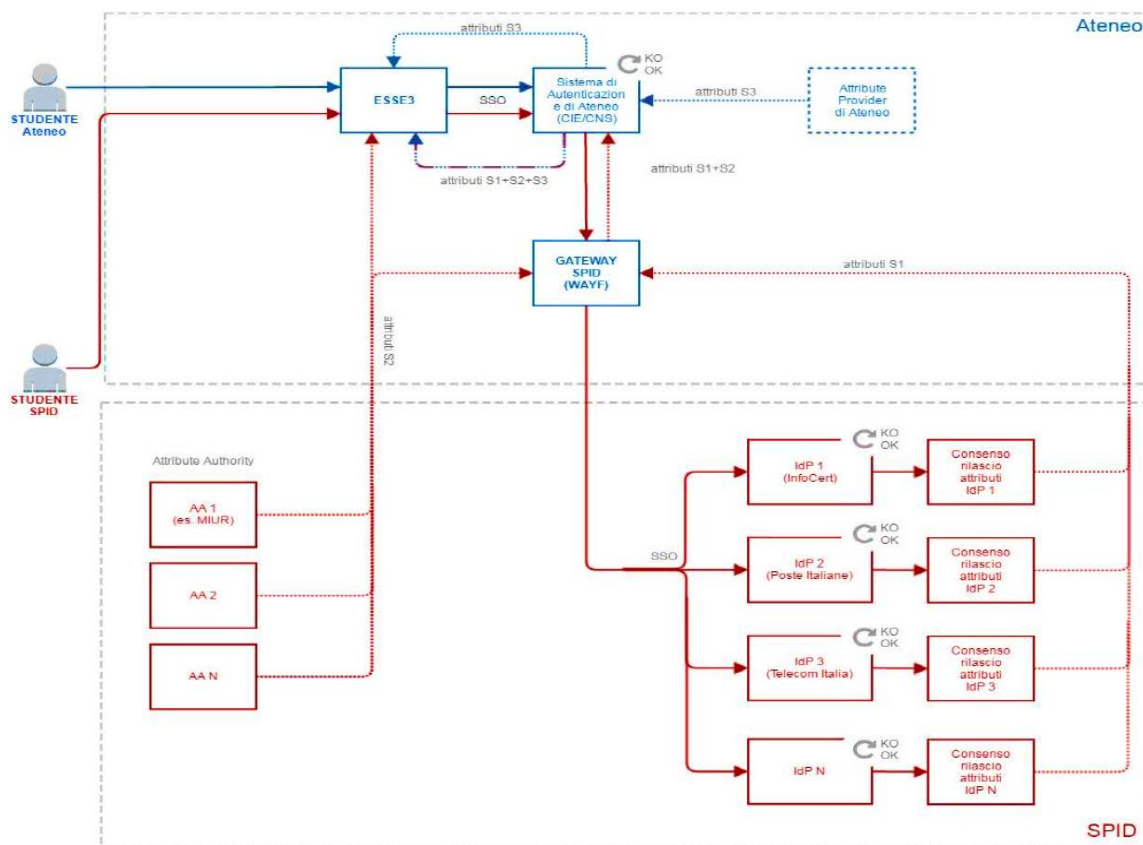 Ateneo
attributi S3
KO
OK
STUDENTE
Ateneo
ESSE3
SSO
Sistema di
Autenticazion
e di Ateneo
(CIE/CNS)
attributi S3
Attribute
Provider
di Ateneo
attributi S1+S2+S3
attributi S1+S2
GATEWAY
SPID
(WAYF)
attributi S1
attributi S2
STUDENTE
SPID
Attribute Authority
AA 1
(es. MIUR)
AA 2
AA N
SSO
KO
OK
IdP 1
(InfoCert)
Consenso
rilascio
attributi
IdP 1
KO
OK
IdP 2
(Poste Italiane)
Consenso
rilascio
attributi
IdP 2
KO
OK
IdP 3
(Telecom Italia)
Consenso
rilascio
attributi
IdP 3
KO
OK
IdP N
Consenso
rilascio
attributi
IdP N
SPID